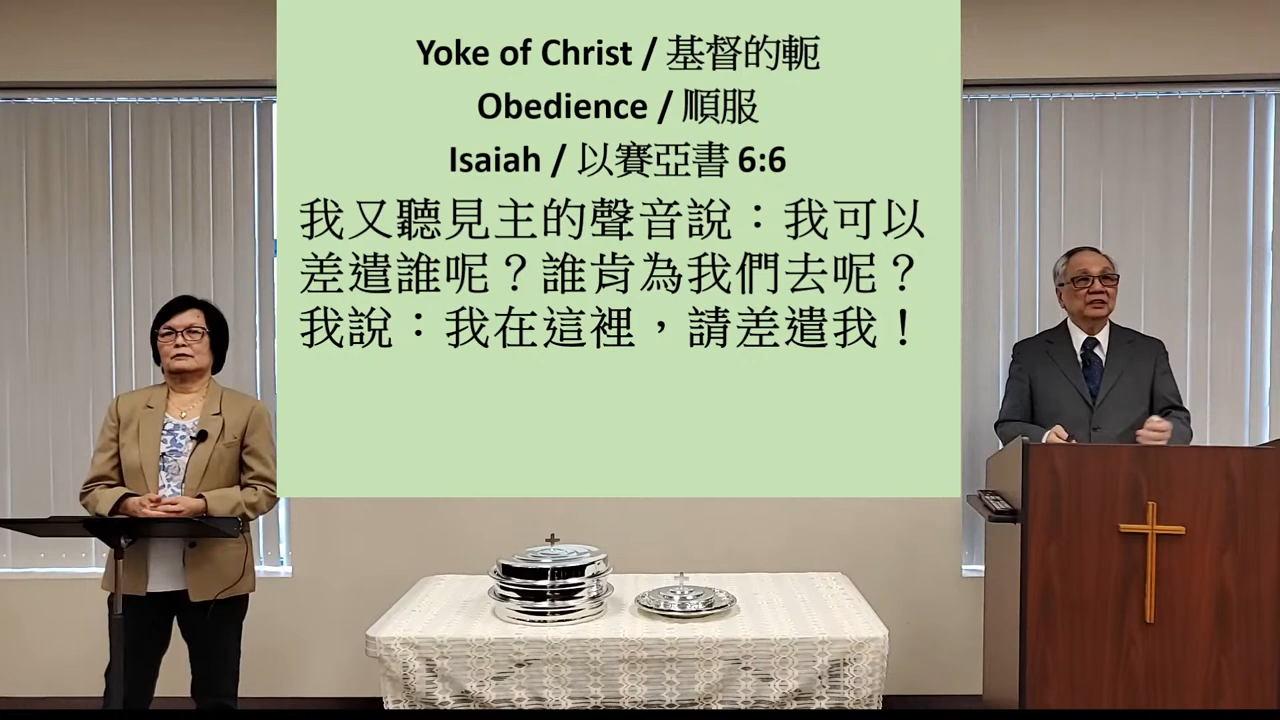 Yoke of Christ / 基督的軛
Obedience / 順服
Isaiah / 以賽亞書 6:6
我又聽見主的聲音說：我可以
差遣誰呢？誰肯為我們去呢？
我說：我在這裡，請差遣我！